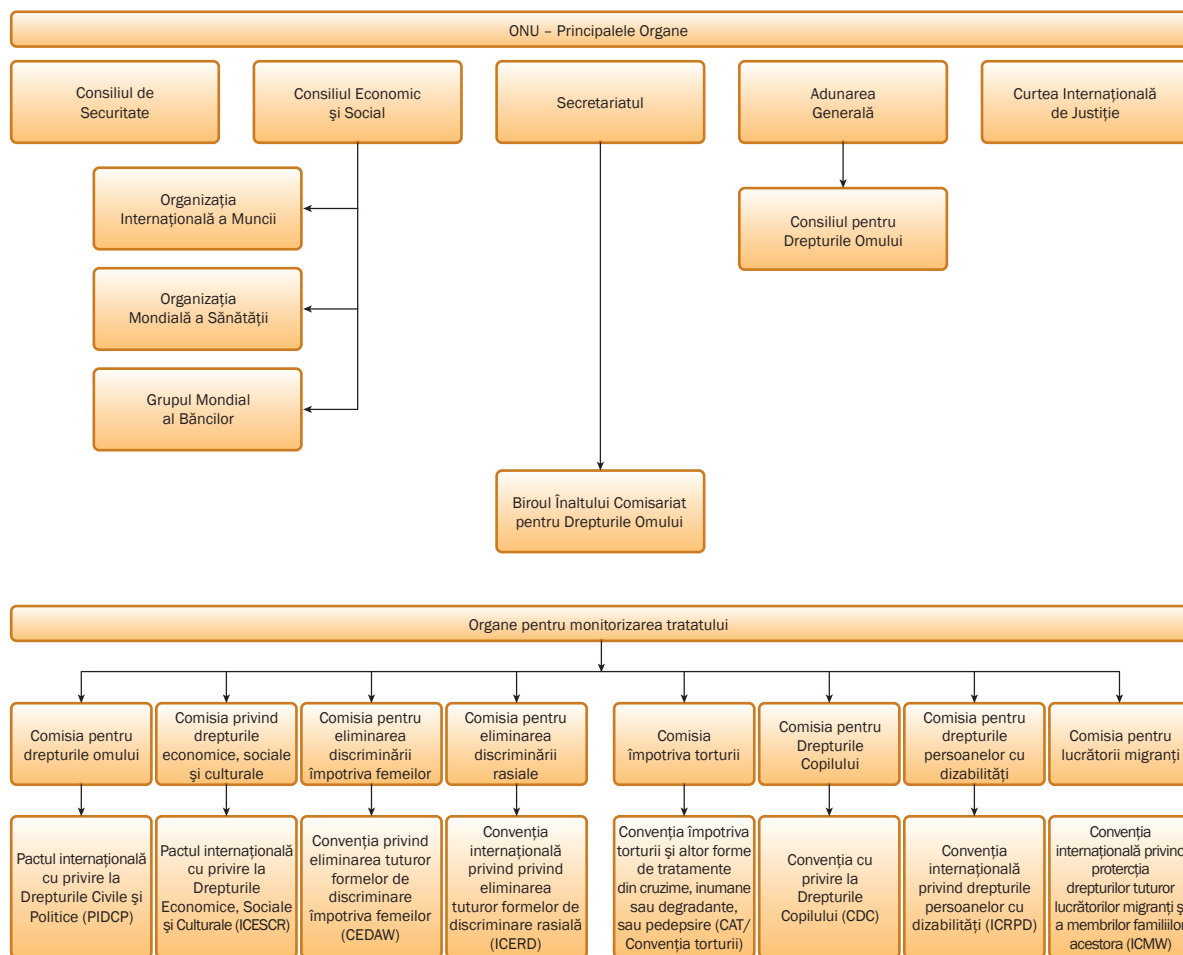 ONU – Principalele Organe
Consiliul de
Securitate
Consiliul Economic
şi Social
Secretariatul
Adunarea
Generală
Curtea Internaţională
de Justiţie
Organizaţia
Internaţională a Muncii
Consiliul pentru
Drepturile Omului
Organizaţia
Mondială a Sănătăţii
Grupul Mondial
al Băncilor
Biroul Înaltului Comisariat
pentru Drepturile Omului
Organe pentru monitorizarea tratatului
Comisia pentru
drepturile omului
Comisia privind
drepturile
economice, sociale
şi culturale
Comisia pentru
eliminarea
discriminării
împotriva femeilor
Comisia pentru
eliminarea
discriminării
rasiale
Comisia
împotriva torturii
Comisia pentru
Drepturile
Copilului
Comisia pentru
drepturile
persoanelor cu
dizabilităţi
Comisia pentru
lucrătorii migranţi
Pactul internaţională
cu privire la
Drepturile Civile şi
Politice (PIDCP)
Pactul internaţională
cu privire la
Drepturile
Economice, Sociale
şi Culturale (ICESCR)
Convenţia privind
eliminarea tuturor
formelor de
discriminare
împotriva femeilor
(CEDAW)
Convenţia
internaţională
privind privind
eliminarea
tuturor formelor de
discriminare rasială
(ICERD)
Convenţia împotriva
torturii şi altor forme
de tratamente
din cruzime, inumane
sau degradante,
sau pedepsire (CAT/
Convenţia torturii)
Convenţia cu
privire la
Drepturile
Copilului (CDC)
Convenţia
internaţională
privind drepturile
persoanelor cu
dizabilităţi (ICRPD)
Convenţia
internaţională privind
protercţia
drepturilor tuturor
lucrătorilor migranţi ş
a membrilor familiilor
acestora (ICMW)